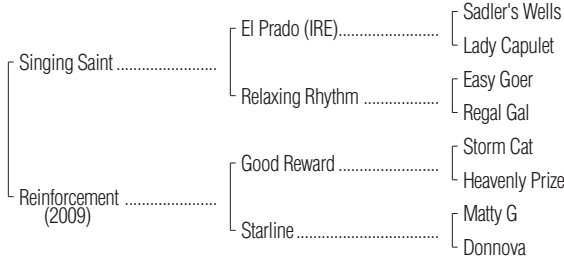 Sadler's Wells
El Prado (IRE)........................
Lady Capulet
Singing Saint ........................
Easy Goer
Relaxing Rhythm ..................
Regal Gal
Storm Cat
Good Reward ........................
Heavenly Prize
Reinforcement ......................
(2009)
Matty G
Starline..................................
Donnova